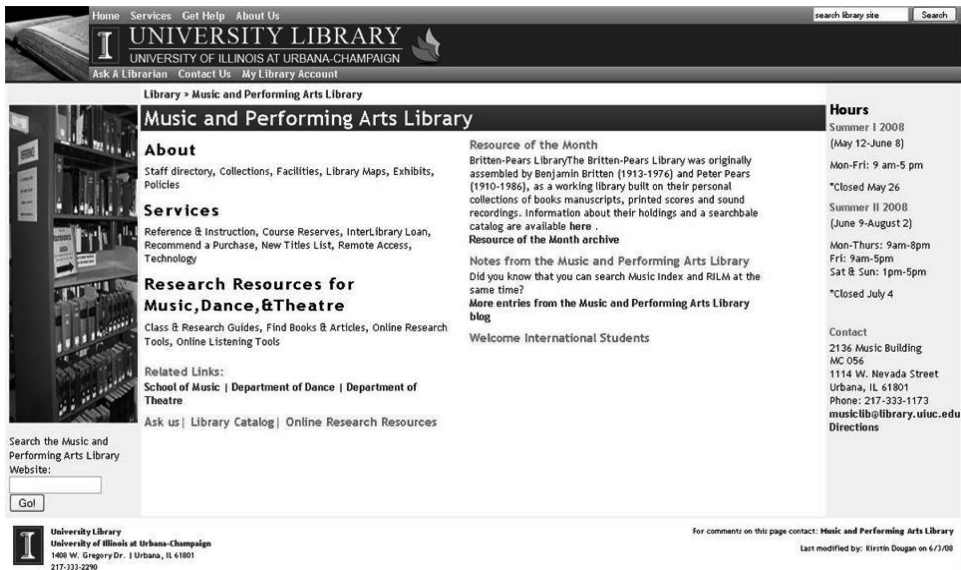 Home Services Get Help About Us
search library site Search
I UNIVERSITY LIBRARY
UNIVERSITY OF ILLINOIS AT URBANA-CHAMPAIGN
Ask A Librarian Contact Us My Library Account
Library > Music and Performing Arts Library
Music and Performing Arts Library
REFERENCE
About
Staff directory, Collections, Facilities, Library Maps, Exhibits,
Policies
Services
Reference & Instruction, Course Reserves, InterLibrary Loan,
Recommend a Purchase, New Titles List, Remote Access,
Technology
Research Resources for
Music,Dance,&Theatre
Class & Research Guides, Find Books & Articles, Online Research
Tools, Online Listening Tools
Related Links:
School of Music | Department of Dance | Department of
Theatre
Ask us| Library Catalog| Online Research Resources
Resource of the Month
Britten-Pears LibraryThe Britten-Pears Library was originally
assembled by Benjamin Britten (1913-1976) and Peter Pears
(1910-1986), as a working library built on their personal
collections of books manuscripts, printed scores and sound
recordings. Information about their holdings and a searchbale
catalog are available here .
Resource of the Month archive
Notes from the Music and Performing Arts Library
Did you know that you can search Music Index and RILM at the
same time?
More entries from the Music and Performing Arts Library
blog
Welcome International Students
Hours
Summer I 2008
(May 12-June 8)
Mon-Fri: 9 am-5 pm
*Closed May 26
Summer II 2008
(June 9-August 2)
Mon-Thurs: 9am-8pm
Fri: 9am-5pm
Sat & Sun: 1pm-5pm
*Closed July 4
Contact
2136 Music Building
MC 056
1114 W. Nevada Street
Urbana, IL 61801
Phone: 217-333-1173
musiclib@library.uiuc.edu
Directions
Search the Music and
Performing Arts Library
Website:
Go!
I
University Library
University of Illinois at Urbana-Champaign
1408 W. Gregory Dr. | Urbana, IL 61801
217-333-2290
For comments on this page contact: Music and Performing Arts Library
Last modified by: Kirstin Dougan on 6/3/08